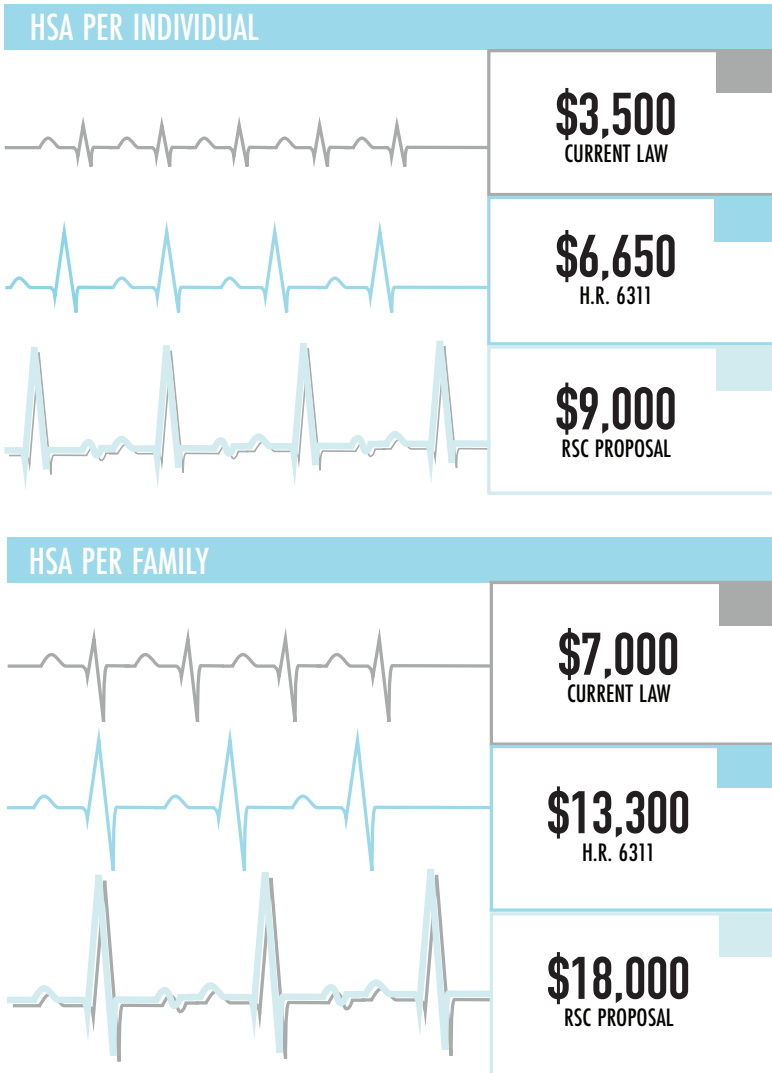 HSA PER INDIVIDUAL
$3,500
CURRENT LAW
$6,650
H.R. 6311
$9,000
RSC PROPOSAL
HSA PER FAMILY
$7,000
CURRENT LAW
$13,300
H.R. 6311
$18,000
RSC PROPOSAL